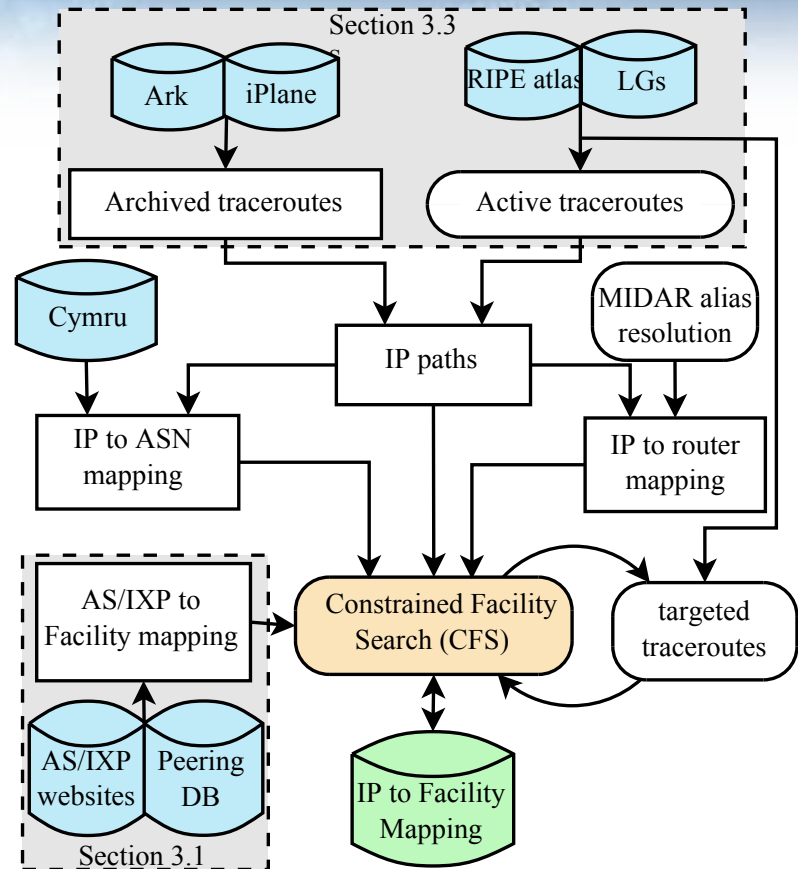 Section 3.3
Ark
iPlane
RIPE atlas
LGs
Archived traceroutes
Active traceroutes
Cymru
MIDAR alias
resolution
IP paths
IP to ASN
mapping
IP to router
mapping
AS/IXP to
Facility mapping
Constrained Facility
Search (CFS)
targeted
traceroutes
AS/IXP
websites
Peering
DB
IP to Facility
Mapping
Section 3.1